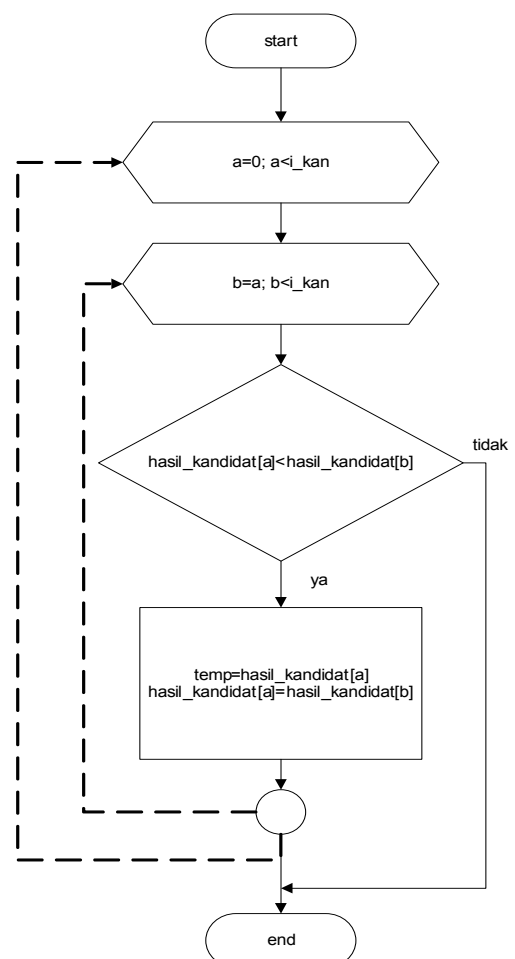 start
a=0; a<i_kan
b=a; b<i_kan
hasil_kandidat[a]<hasil_kandidat[b]
tidak
ya
temp=hasil_kandidat[a]
hasil_kandidat[a]=hasil_kandidat[b]
end